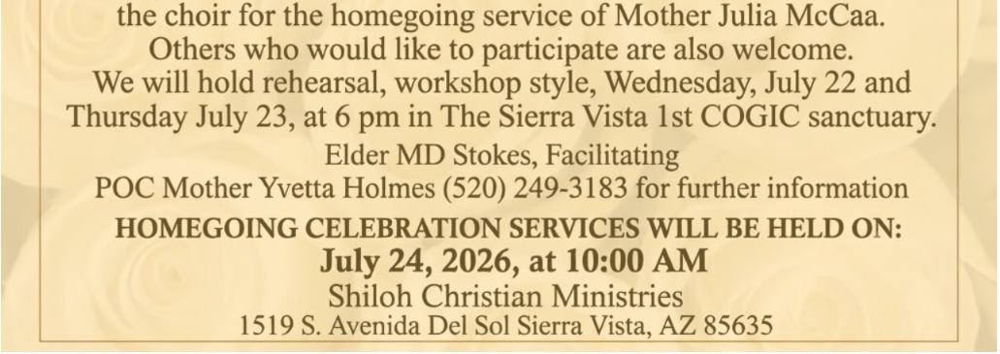 the choir for the homegoing service of Mother Julia McCaa.
Others who would like to participate are also welcome.
We will hold rehearsal, workshop style, Wednesday, July 22 and
Thursday July 23, at 6 pm in The Sierra Vista 1st COGIC sanctuary.
Elder MD Stokes, Facilitating
POC Mother Yvetta Holmes (520) 249-3183 for further information
HOMEGOING CELEBRATION SERVICES WILL BE HELD ON:
July 24, 2026, at 10:00 AM
Shiloh Christian Ministries
1519 S. Avenida Del Sol Sierra Vista, AZ 85635